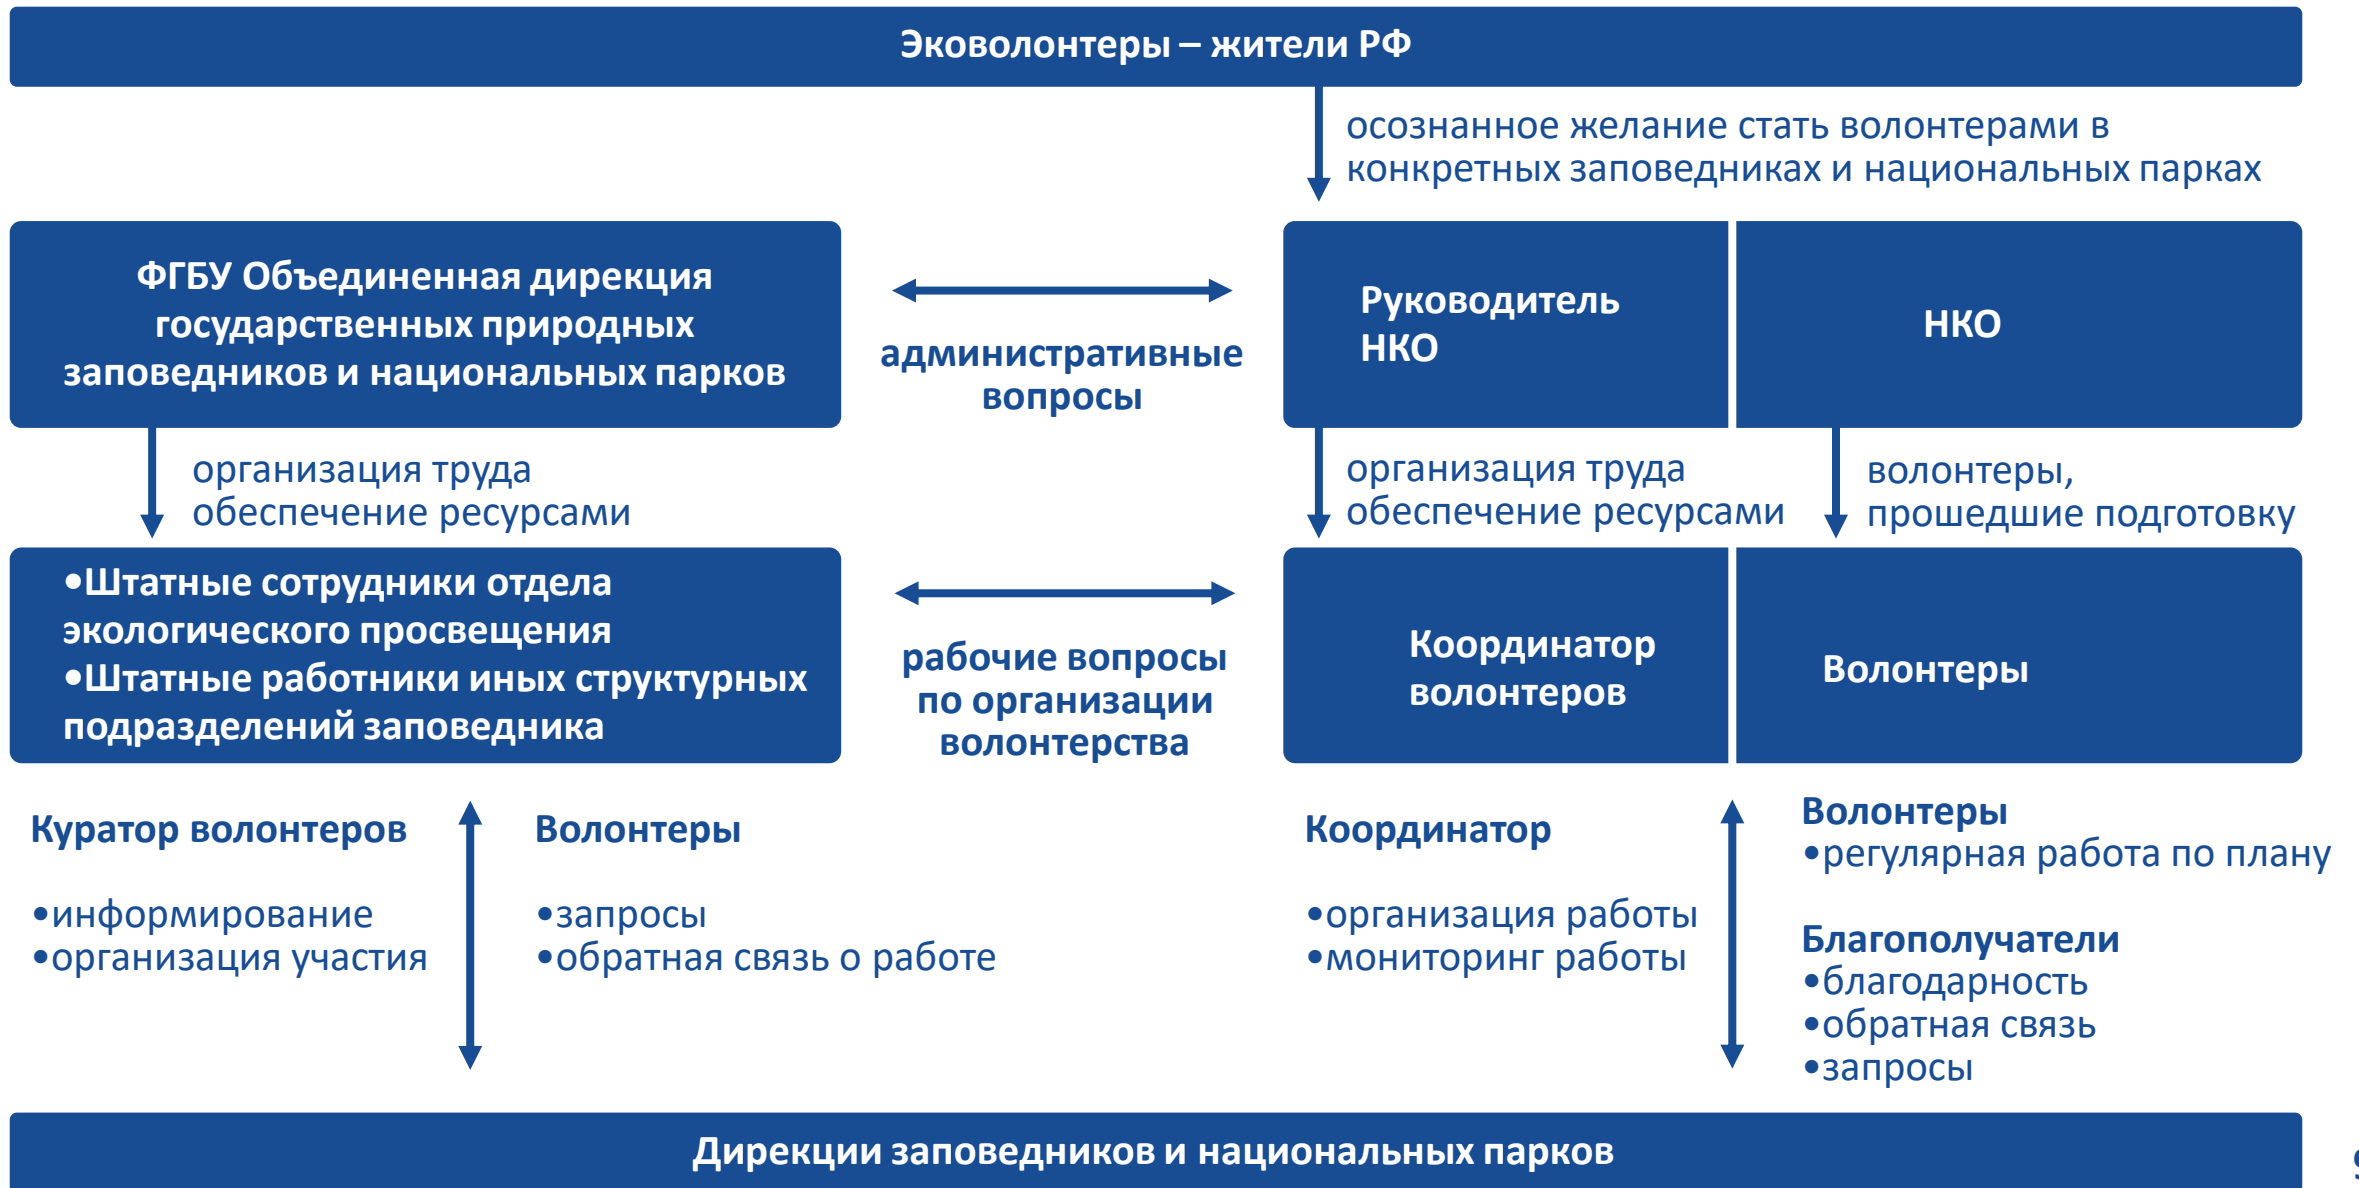 Эковолонтеры – жители РФ
осознанное желание стать волонтерами в
конкретных заповедниках и национальных парках
ФГБУ Объединенная дирекция
государственных природных
заповедников и национальных парков
административные
вопросы
Руководитель
НКО
НКО
организация труда
обеспечение ресурсами
организация труда
обеспечение ресурсами
волонтеры,
прошедшие подготовку
•Штатные сотрудники отдела
экологического просвещения
•Штатные работники иных структурных
подразделений заповедника
рабочие вопросы
по организации
волонтерства
Координатор
волонтеров
Волонтеры
Куратор волонтеров
•информирование
•организация участия
Волонтеры
•запросы
•обратная связь о работе
Координатор
•организация работы
•мониторинг работы
Волонтеры
•регулярная работа по плану
Благополучатели
•благодарность
•обратная связь
•запросы
Дирекции заповедников и национальных парков